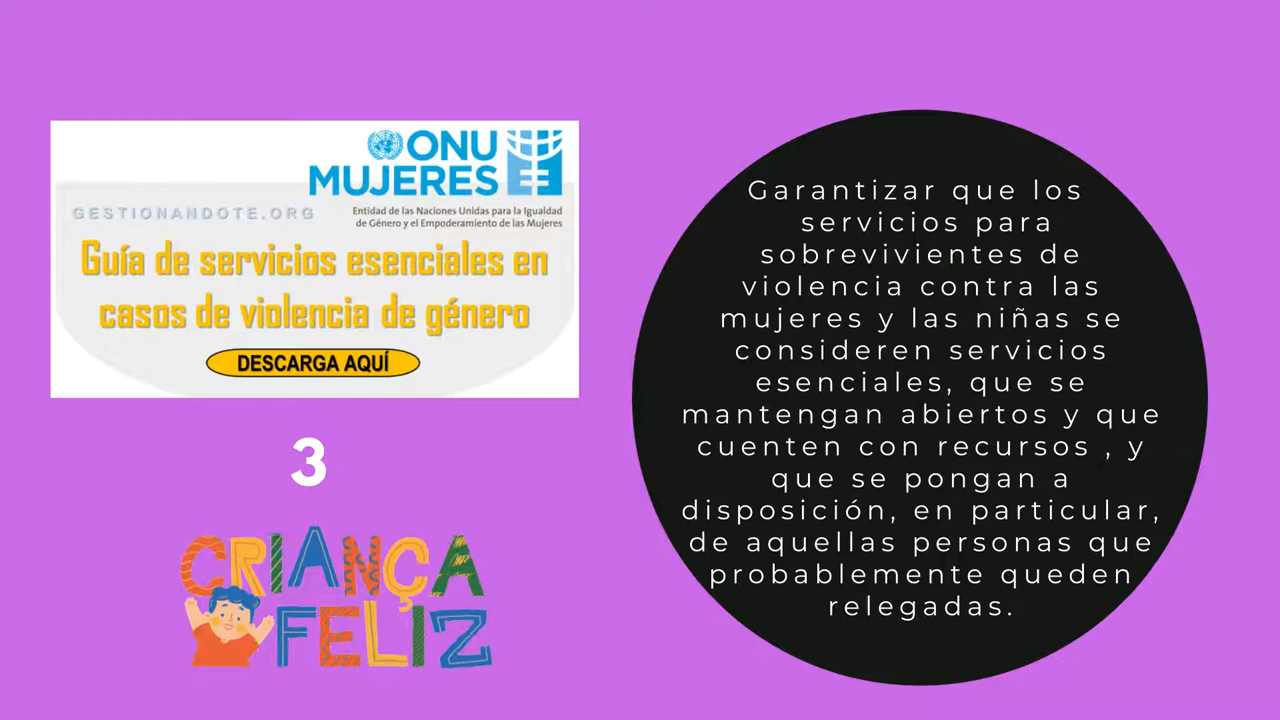 ONU
MUJERES
Entidad de las Naciones Unidas para la Igualdad
de Género y el Empoderamiento de las Mujeres
GESTIONANDOTE.ORG
Guía de servicios esenciales en
casos de violencia de género
DESCARGA AQUÍ
3
CRIANÇA
FELIZ
Garantizar que los
servicios para
sobrevivientes de
violencia contra las
mujeres y las niñas se
consideren servicios
esenciales, que se
mantengan abiertos y que
cuenten con recursos , y
que se pongan a
disposición, en particular,
de aquellas personas que
probablemente queden
relegadas.